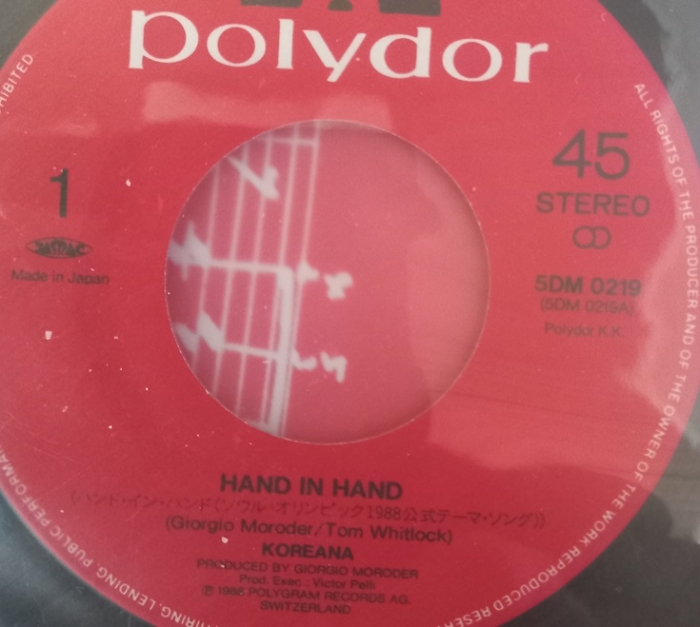 polydor
HIBITED
ALL RIGHTS OF THE PRODUCER AND OF THE OWNER OF THE WORK REPRODUCED RESER
1
JASRAC
Made in Japan
45
STEREO
5DM 0219
(5DM 0219A)
Polydor K.K.
HAND IN HAND
(ハンド・イン・ハンド(ソウル・オリンピック1988公式テーマ・ソング))
(Giorgio Moroder/Tom Whitlock)
KOREANA
PRODUCED BY GIORGIO MORODER
Prod. Exec.: Victor Pelli
Ⓟ 1988 POLYGRAM RECORDS AG.
SWITZERLAND
HIRING, LENDING PUBLIC PERFORMA